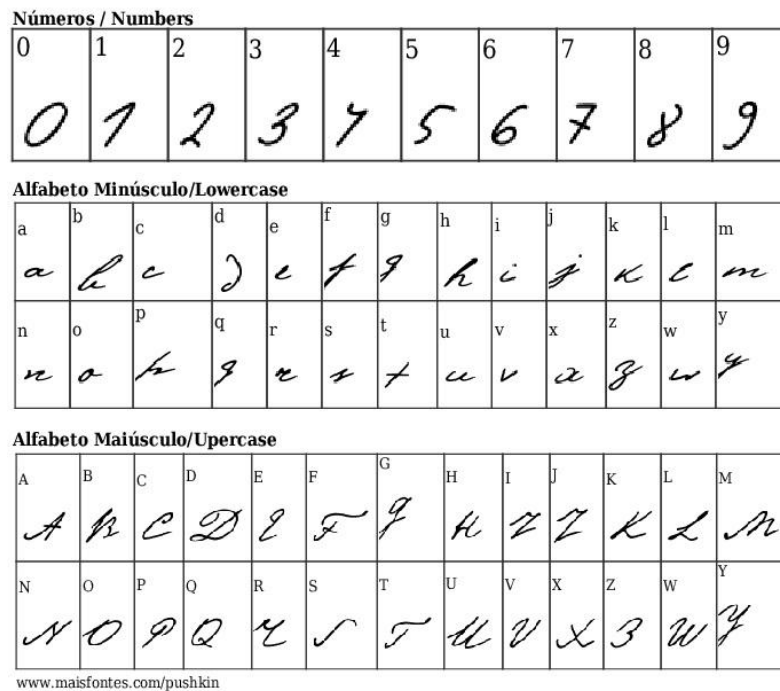 Números / Numbers
0 1 2 3 4 5 6 7 8 9
0 1 2 3 4 5 6 7 8 9
Alfabeto Minúsculo/Lowercase
a b c d e f g h i j k l m
a b c d e f g h i j k l m
n o p q r s t u v x z w y
n o p q r s t u v x z w y
Alfabeto Maiúsculo/Upercase
A B C D E F G H I J K L M
A B C D E F G H I J K L M
N O P Q R S T U V X Z W Y
N O P Q R S T U V X Z W Y
www.maisfontes.com/pushkin